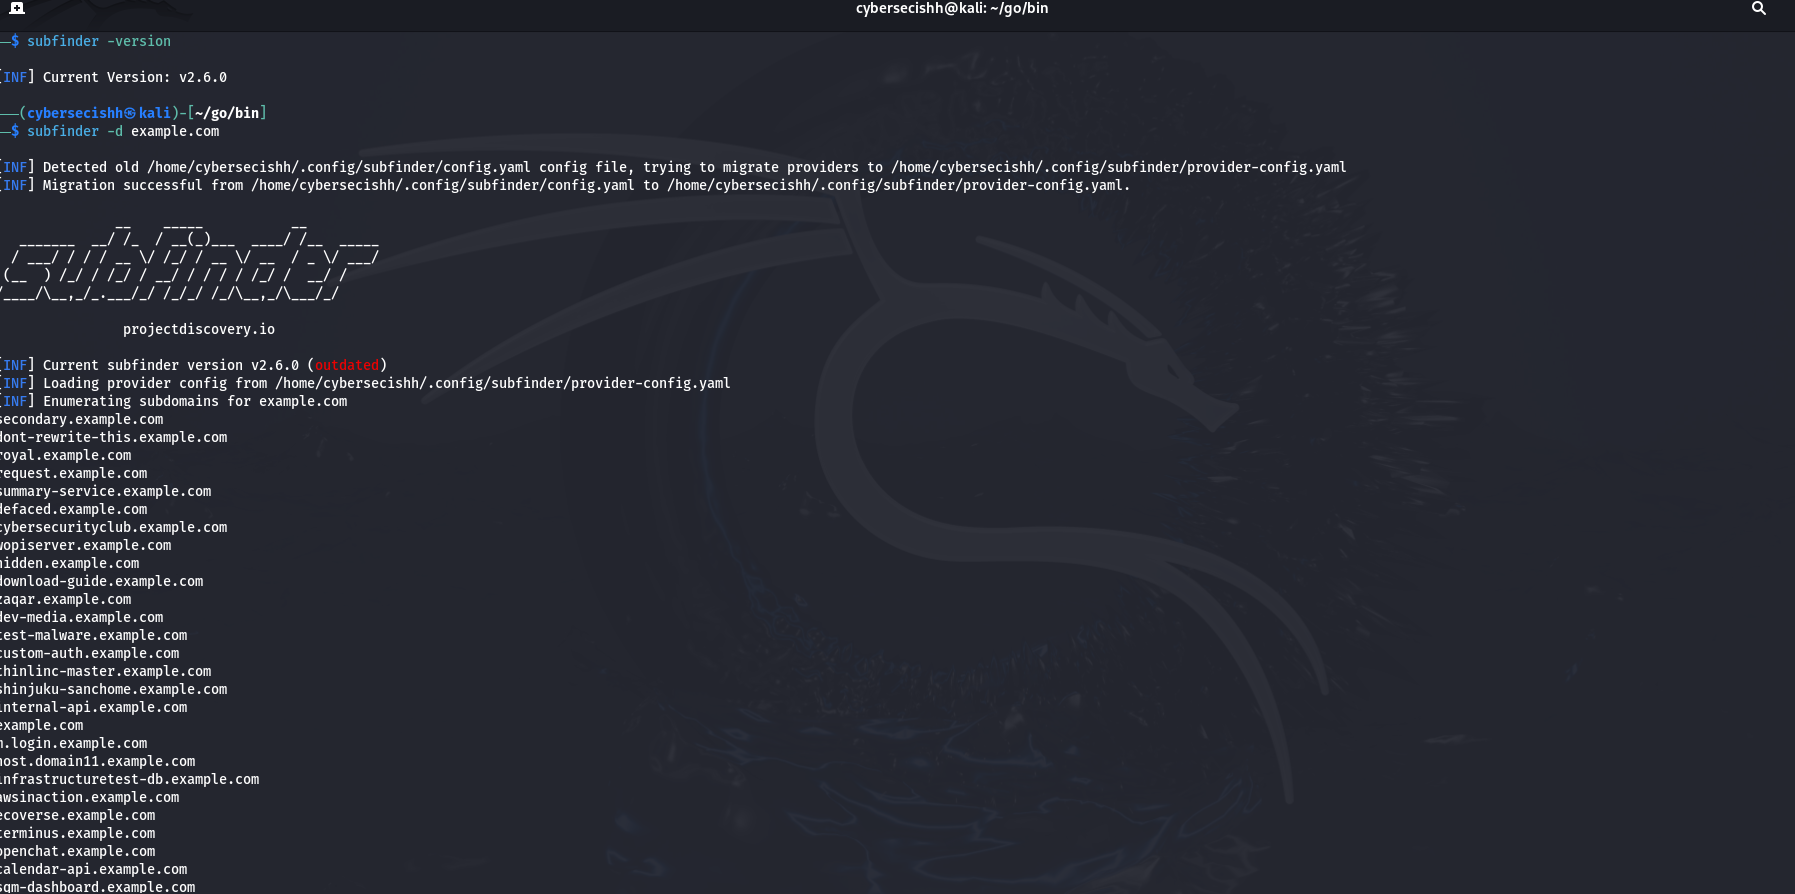 cybersecishh@kali: ~/go/bin
─$ subfinder -version
[INF] Current Version: v2.6.0
──(cybersecishh㉿kali)-[~/go/bin]
─$ subfinder -d example.com
[INF] Detected old /home/cybersecishh/.config/subfinder/config.yaml config file, trying to migrate providers to /home/cybersecishh/.config/subfinder/provider-config.yaml
[INF] Migration successful from /home/cybersecishh/.config/subfinder/config.yaml to /home/cybersecishh/.config/subfinder/provider-config.yaml.
subfinder
projectdiscovery.io
[INF] Current subfinder version v2.6.0 (outdated)
[INF] Loading provider config from /home/cybersecishh/.config/subfinder/provider-config.yaml
[INF] Enumerating subdomains for example.com
secondary.example.com
dont-rewrite-this.example.com
royal.example.com
request.example.com
summary-service.example.com
defaced.example.com
cybersecurityclub.example.com
wopiserver.example.com
hidden.example.com
download-guide.example.com
zaqar.example.com
dev-media.example.com
test-malware.example.com
custom-auth.example.com
thinlinc-master.example.com
shinjuku-sanchome.example.com
internal-api.example.com
example.com
m.login.example.com
host.domain11.example.com
infrastructuretest-db.example.com
awsinaction.example.com
ecoverse.example.com
terminus.example.com
openchat.example.com
calendar-api.example.com
sqm-dashboard.example.com